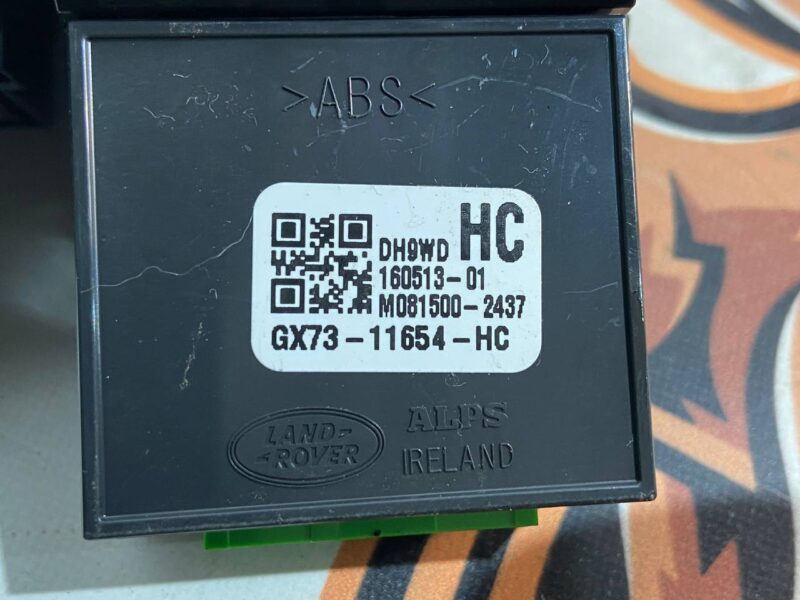 >ABS<
DH9WD HC
160513-01
M081500-2437
GX73-11654-HC
LAND-
-ROVER
ALPS
IRELAND